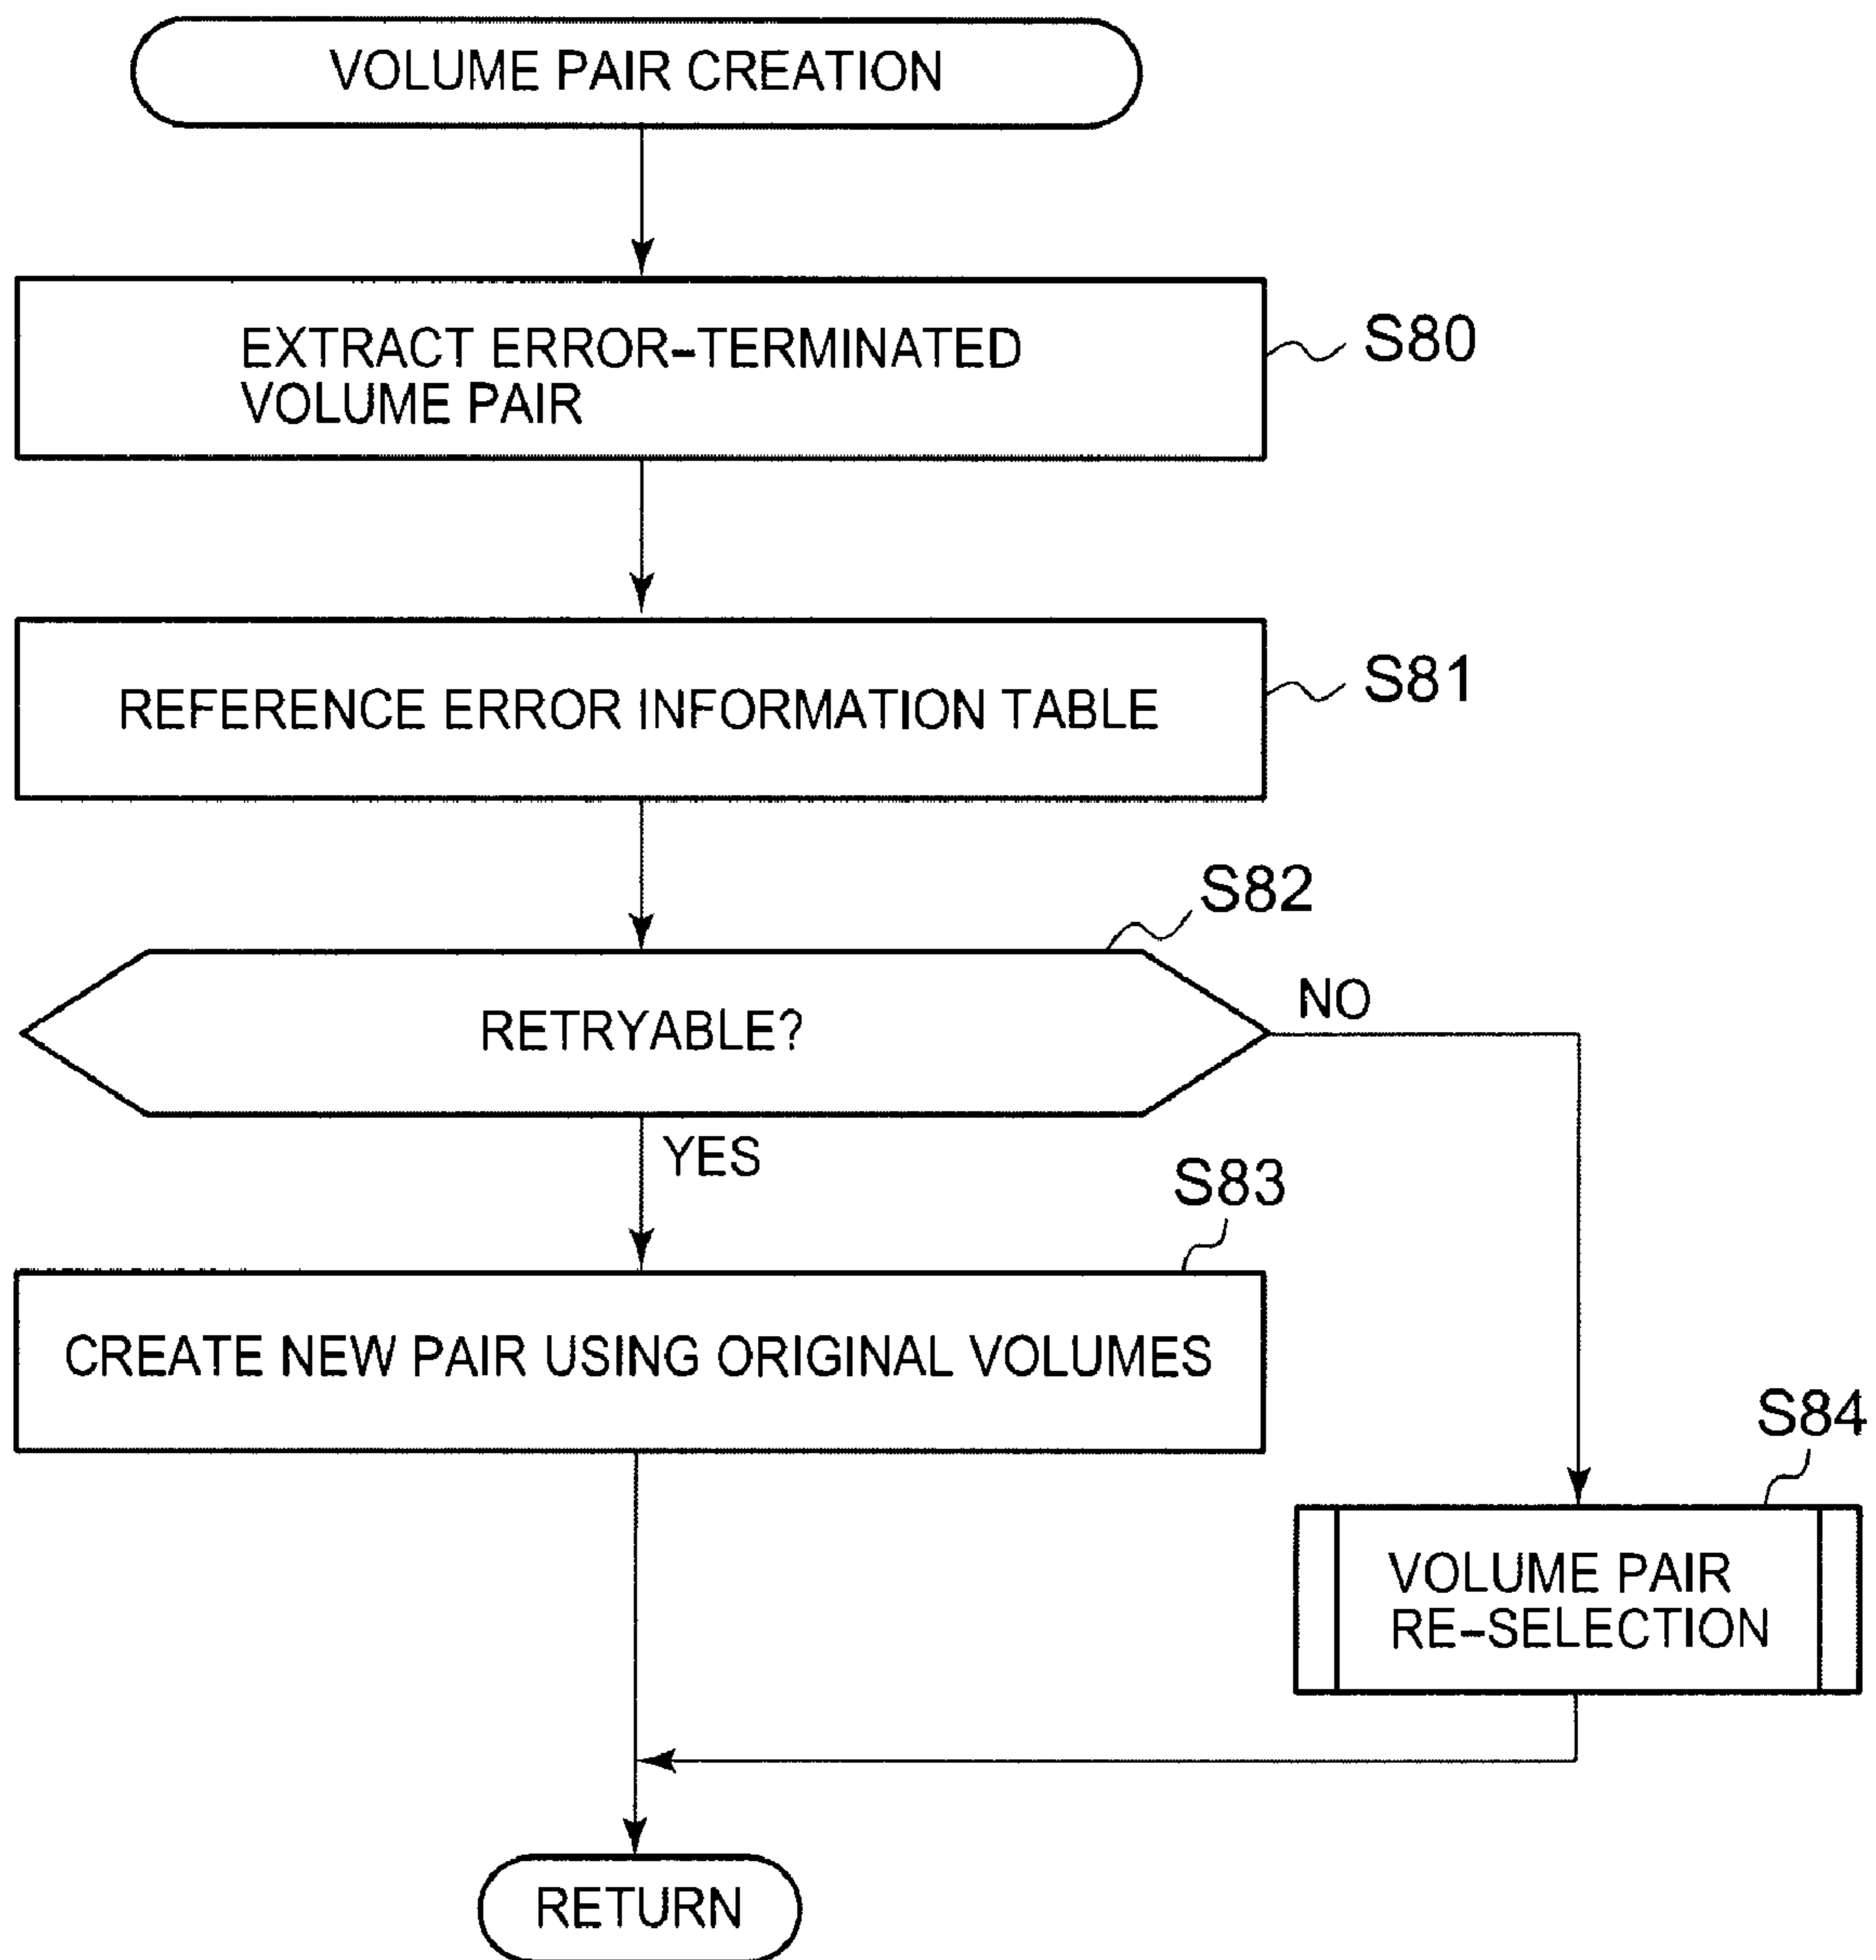 VOLUME PAIR CREATION
EXTRACT ERROR-TERMINATED
VOLUME PAIR
S80
REFERENCE ERROR INFORMATION TABLE
S81
S82
RETRYABLE?
NO
YES
S83
CREATE NEW PAIR USING ORIGINAL VOLUMES
S84
VOLUME PAIR
RE-SELECTION
RETURN